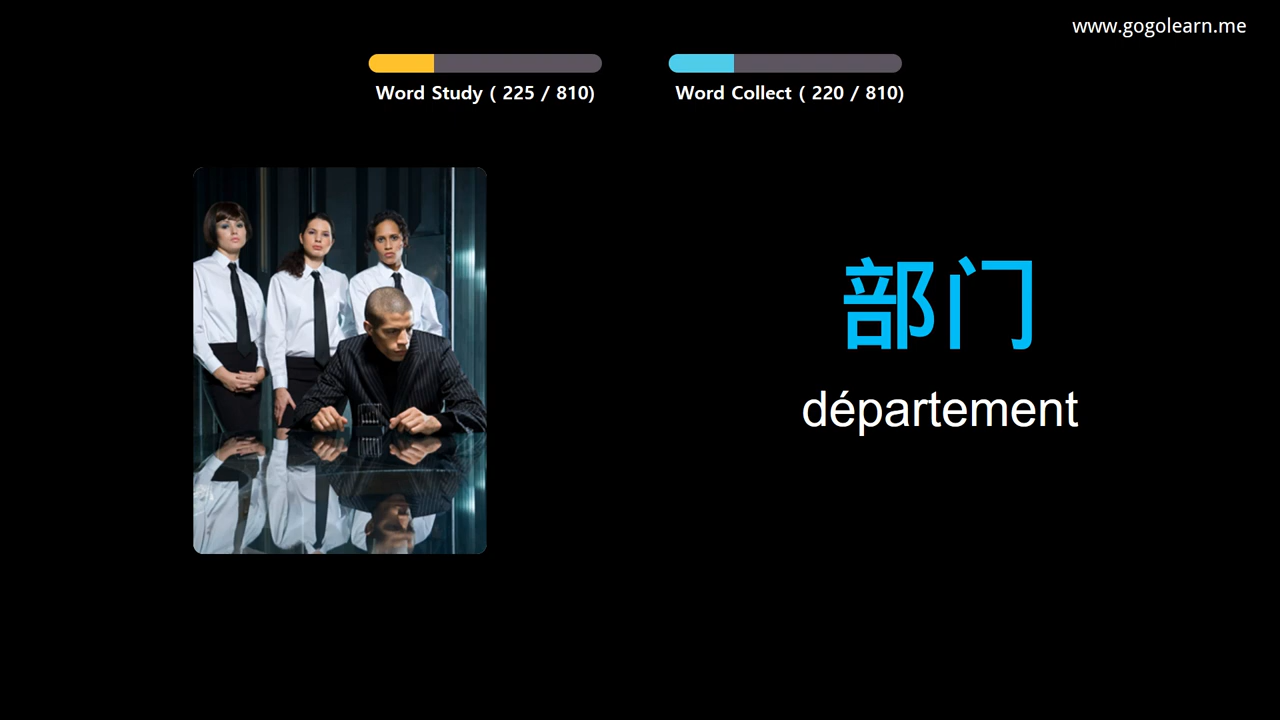 www.gogolearn.me
Word Study ( 225 / 810)
Word Collect ( 220 / 810)
部门
département